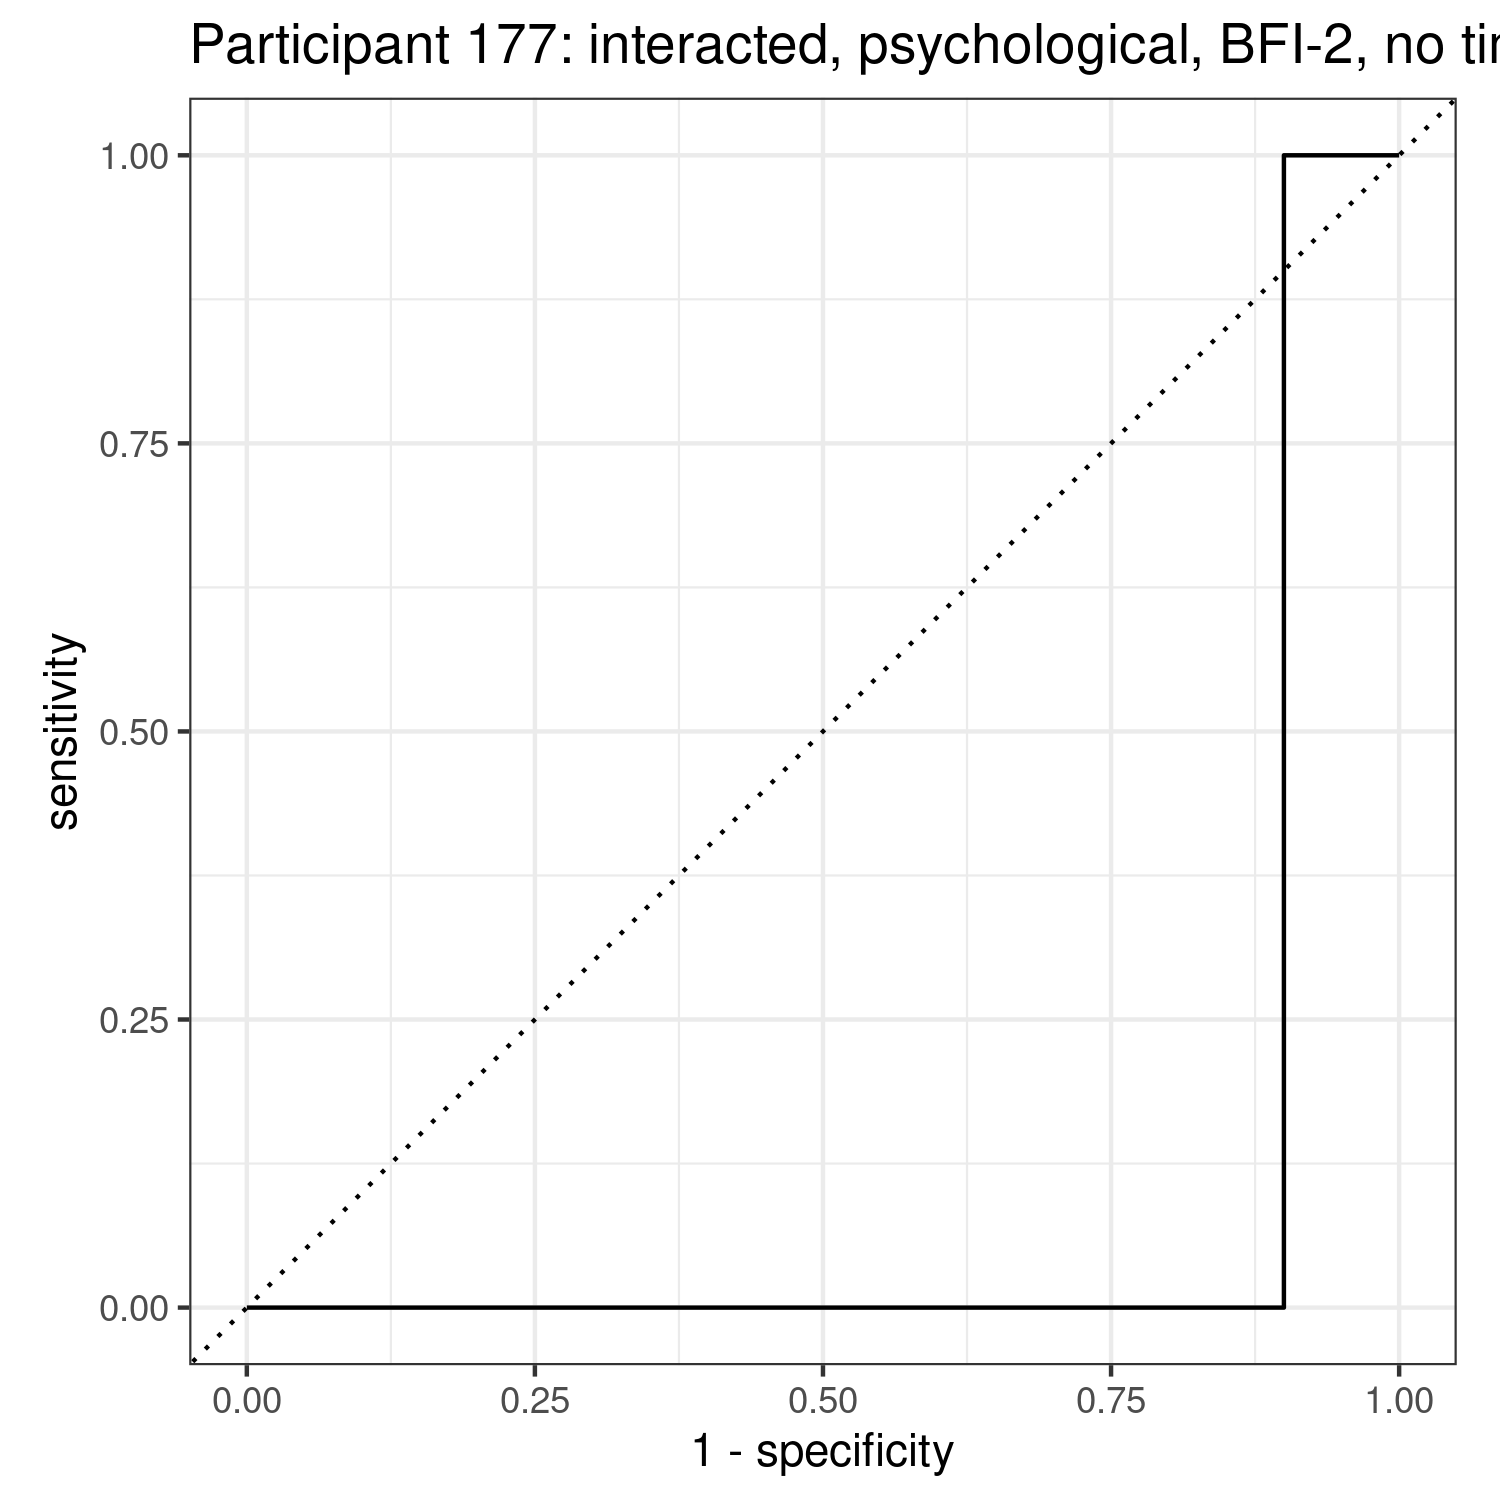 Participant 177: interacted, psychological, BFI-2, no
1.00
0.75
0.50
0.25
0.00
sensitivity
0.00 0.25 0.50 0.75 1.00
1 - specificity